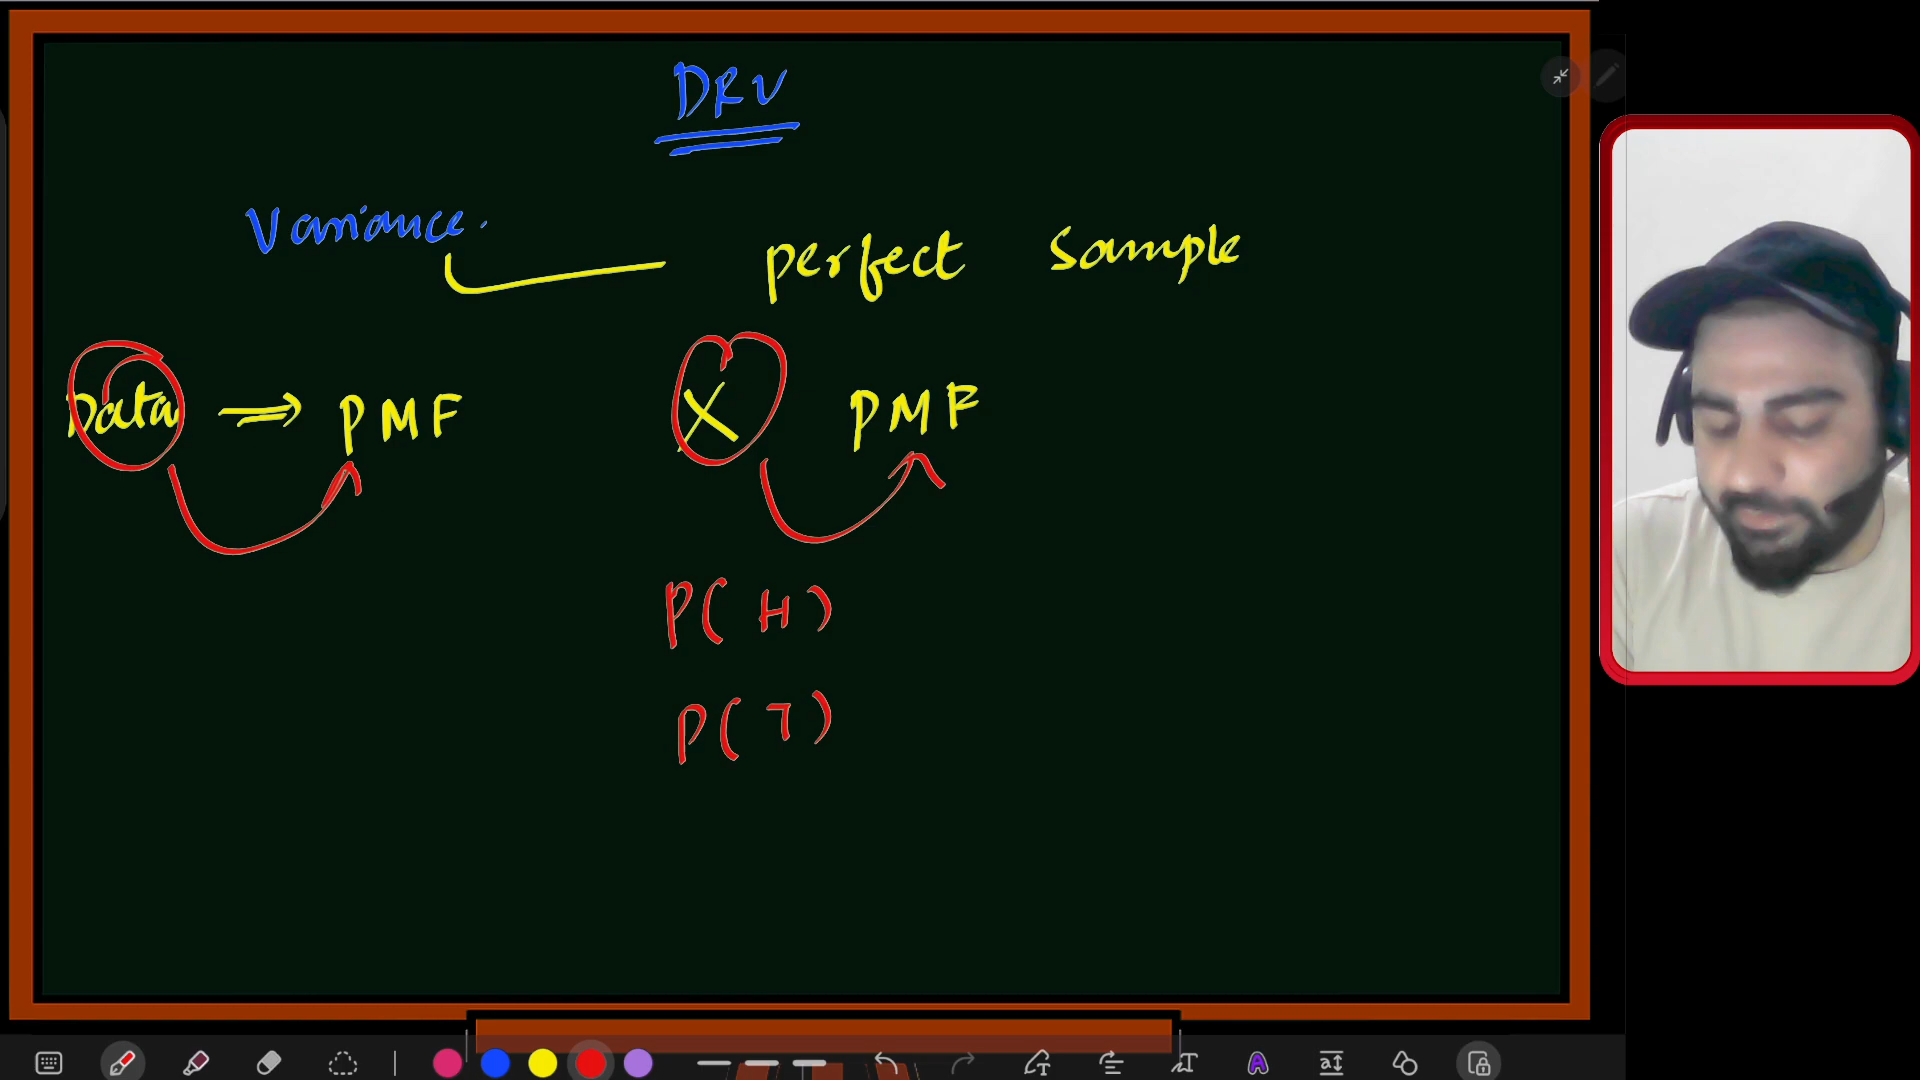 DRV
Variance.
perfect sample
Data ⇒ PMF
X PMF
P(H)
P(T)